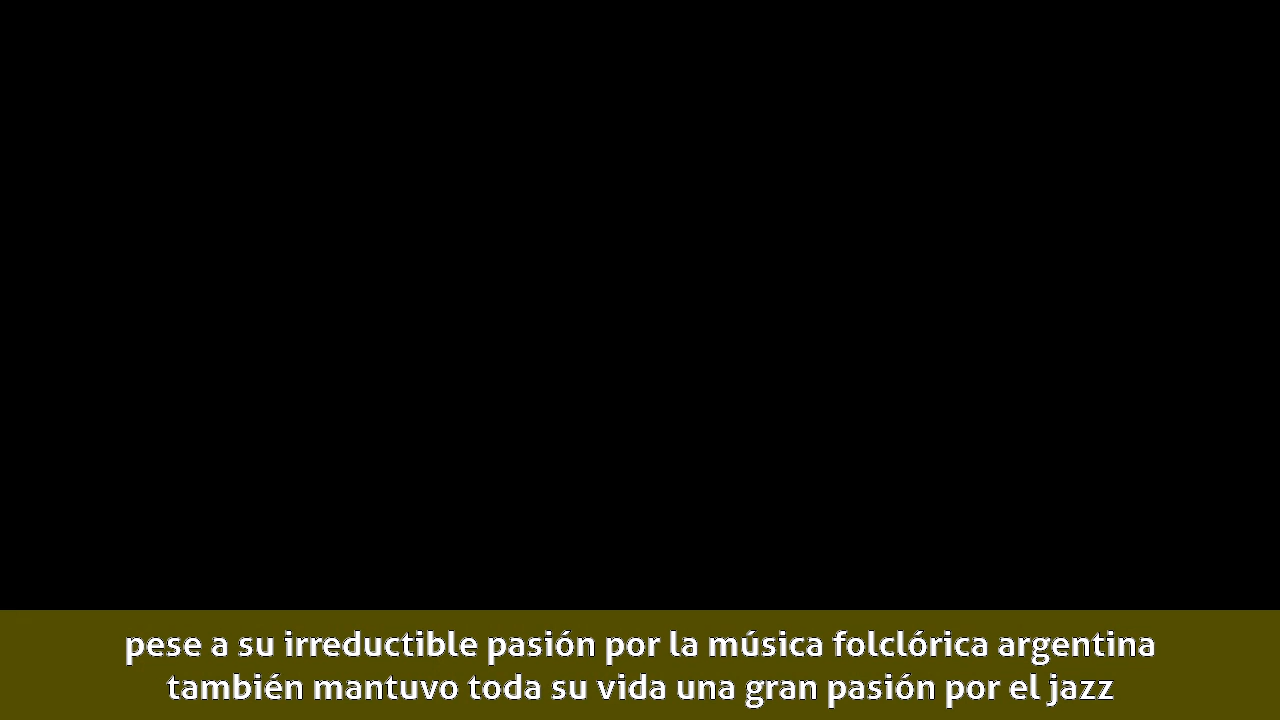 pese a su irreductible pasión por la música folclórica argentina
también mantuvo toda su vida una gran pasión por el jazz